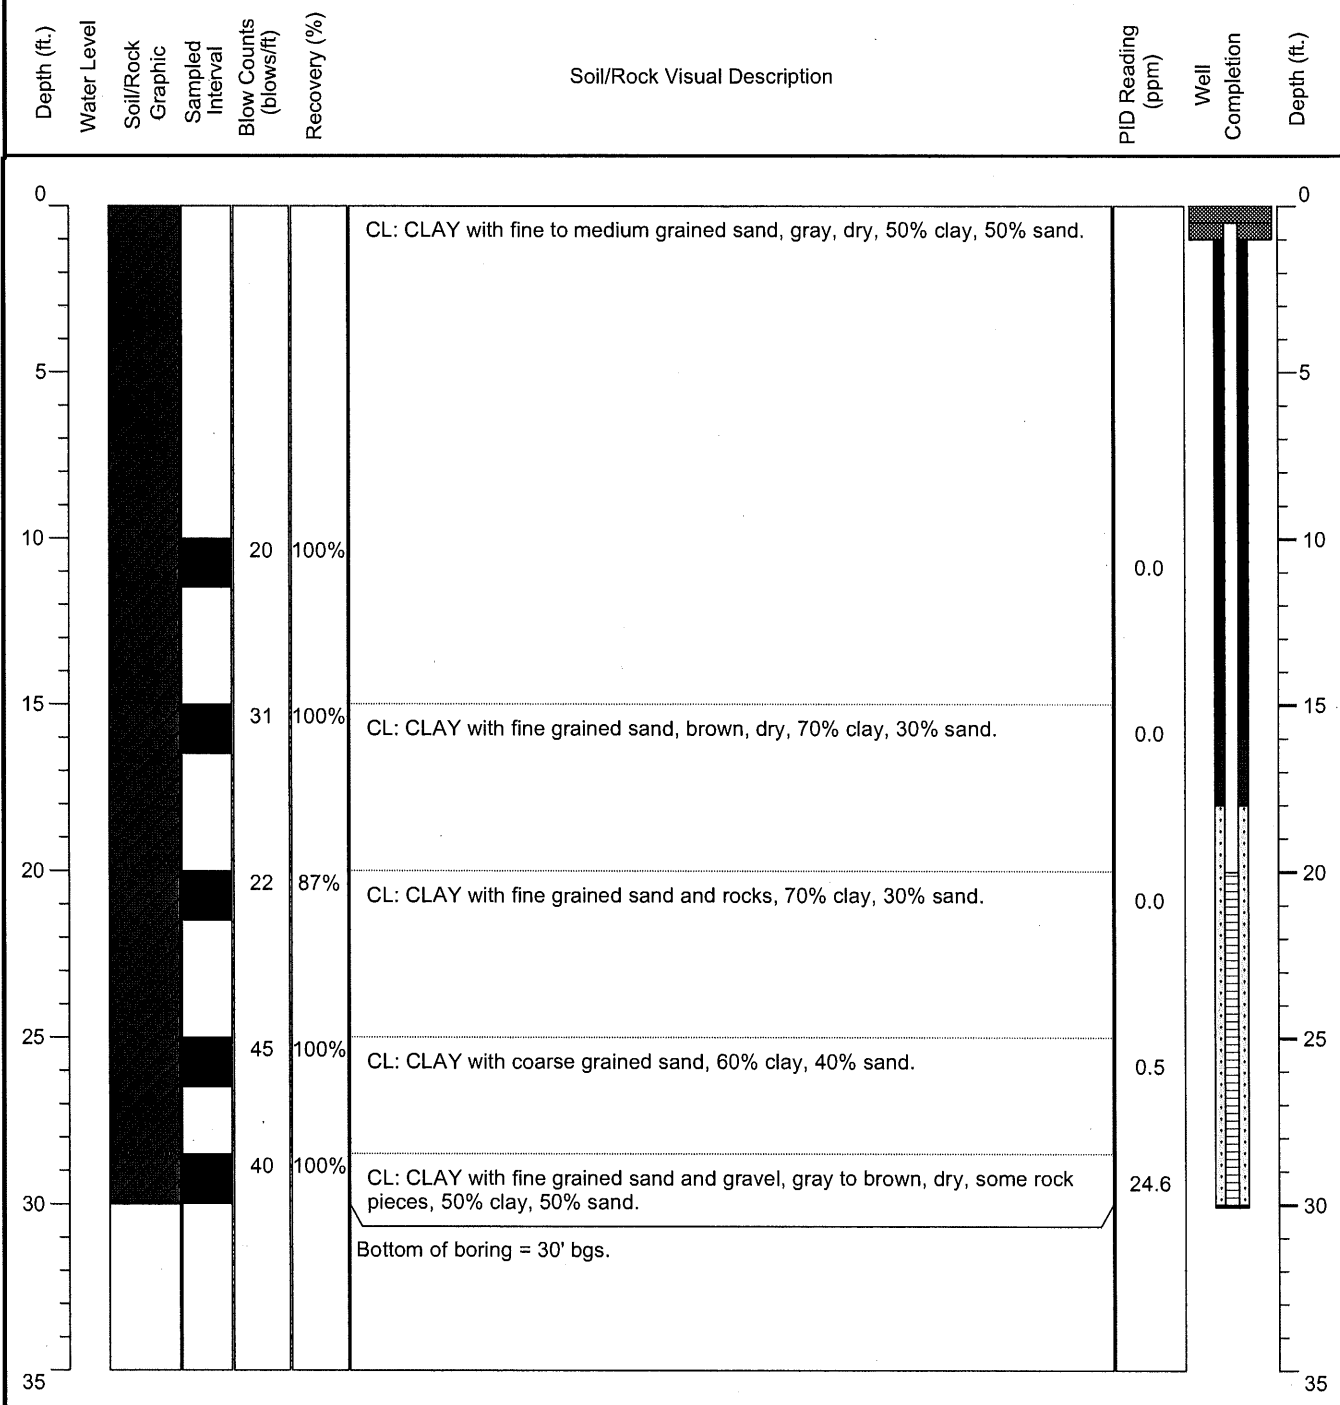 Depth (ft.)
Water Level
Soil/Rock
Graphic
Sampled
Interval
Blow Counts
(blows/ft)
Recovery (%)
Soil/Rock Visual Description
PID Reading
(ppm)
Well
Completion
Depth (ft.)
0
0
CL: CLAY with fine to medium grained sand, gray, dry, 50% clay, 50% sand.
5
5
10
20
100%
0.0
10
15
31
100%
CL: CLAY with fine grained sand, brown, dry, 70% clay, 30% sand.
0.0
15
20
22
87%
CL: CLAY with fine grained sand and rocks, 70% clay, 30% sand.
0.0
20
25
45
100%
CL: CLAY with coarse grained sand, 60% clay, 40% sand.
0.5
25
40
100%
CL: CLAY with fine grained sand and gravel, gray to brown, dry, some rock
pieces, 50% clay, 50% sand.
24.6
30
30
Bottom of boring = 30' bgs.
35
35